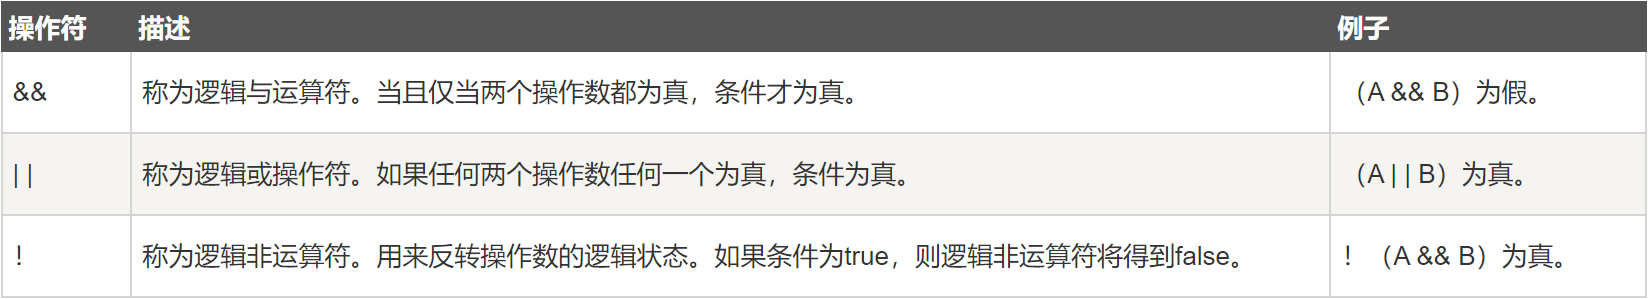 操作符 描述 例子
&& 称为逻辑与运算符。当且仅当两个操作数都为真，条件才为真。 （A && B）为假。
| | 称为逻辑或操作符。如果任何两个操作数任何一个为真，条件为真。 （A | | B）为真。
！ 称为逻辑非运算符。用来反转操作数的逻辑状态。如果条件为true，则逻辑非运算符将得到false。 ！（A && B）为真。